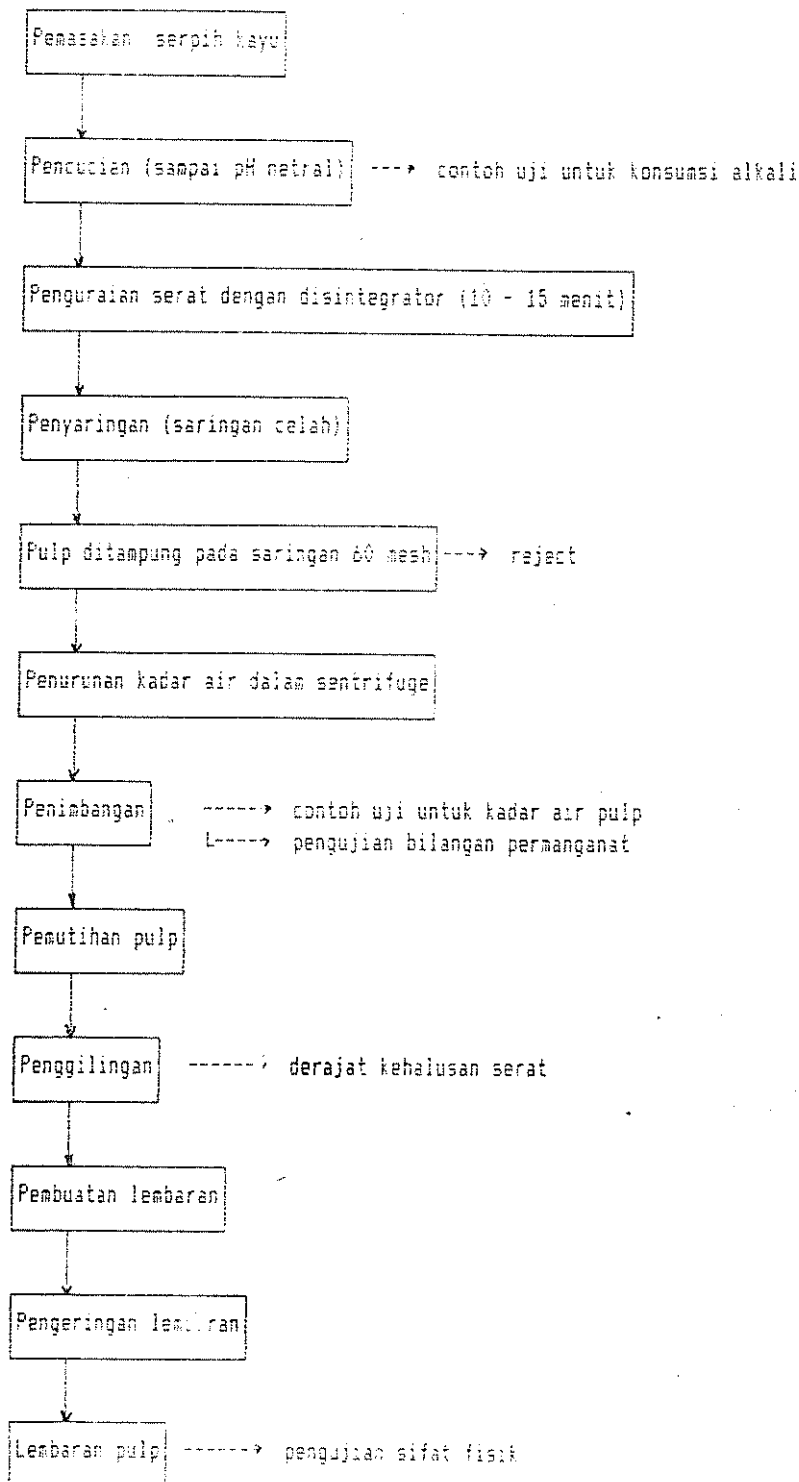 Pemasakan serpih kayu
Pencucian (sampai pH netral) ----> contoh uji untuk konsumsi alkali
Penguraian serat dengan disintegrator (10 - 15 menit)
Penyaringan (saringan celah)
Pulp ditampung pada saringan 60 mesh ----> reject
Penurunan kadar air dalam sentrifuge
Penimbangan ------> contoh uji untuk kadar air pulp
L----> pengujian bilangan permanganat
Pemutihan pulp
Penggilingan ------> derajat kehalusan serat
Pembuatan lembaran
Pengeringan lembaran
Lembaran pulp ------> pengujian sifat fisik